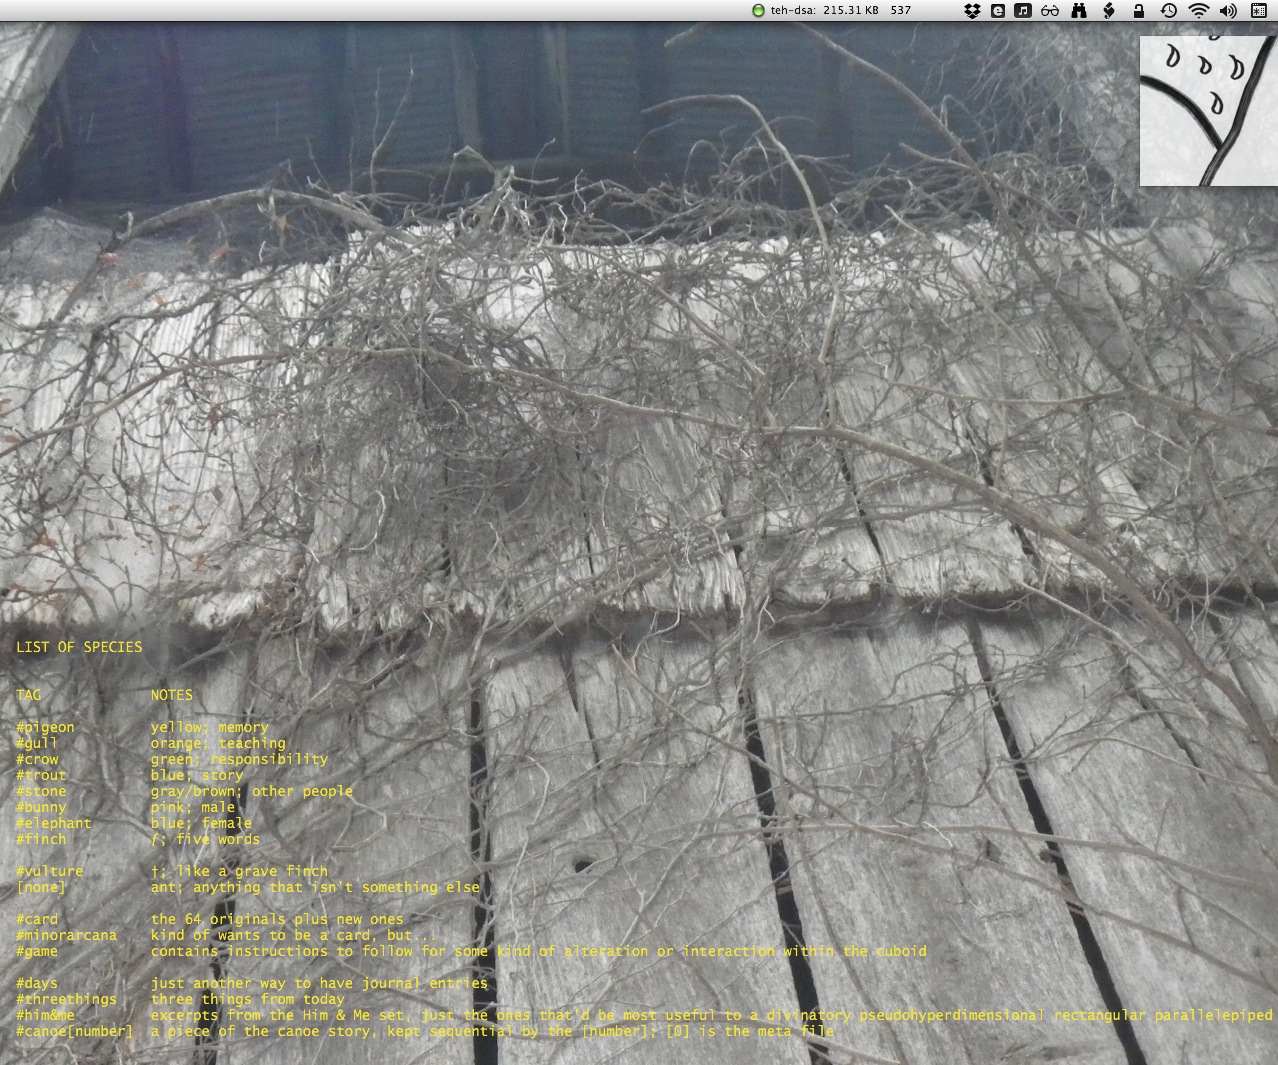 teh-dsa: 215.31 KB 537
LIST OF SPECIES
TAG NOTES
#pigeon yellow; memory
#gull orange; teaching
#crow green; responsibility
#trout blue; story
#stone gray/brown; other people
#bunny pink; male
#elephant blue; female
#finch ƒ; five words
#vulture †; like a grave finch
[none] ant; anything that isn't something else
#card the 64 originals plus new ones
#minorarcana kind of wants to be a card, but...
#game contains instructions to follow for some kind of alteration or interaction within the cuboid
#days just another way to have journal entries
#threethings three things from today
#him&me excerpts from the Him & Me set, just the ones that'd be most useful to a divinatory pseudohyperdimensional rectangular parallelepiped
#canoe[number] a piece of the canoe story, kept sequential by the [number]; [0] is the meta file